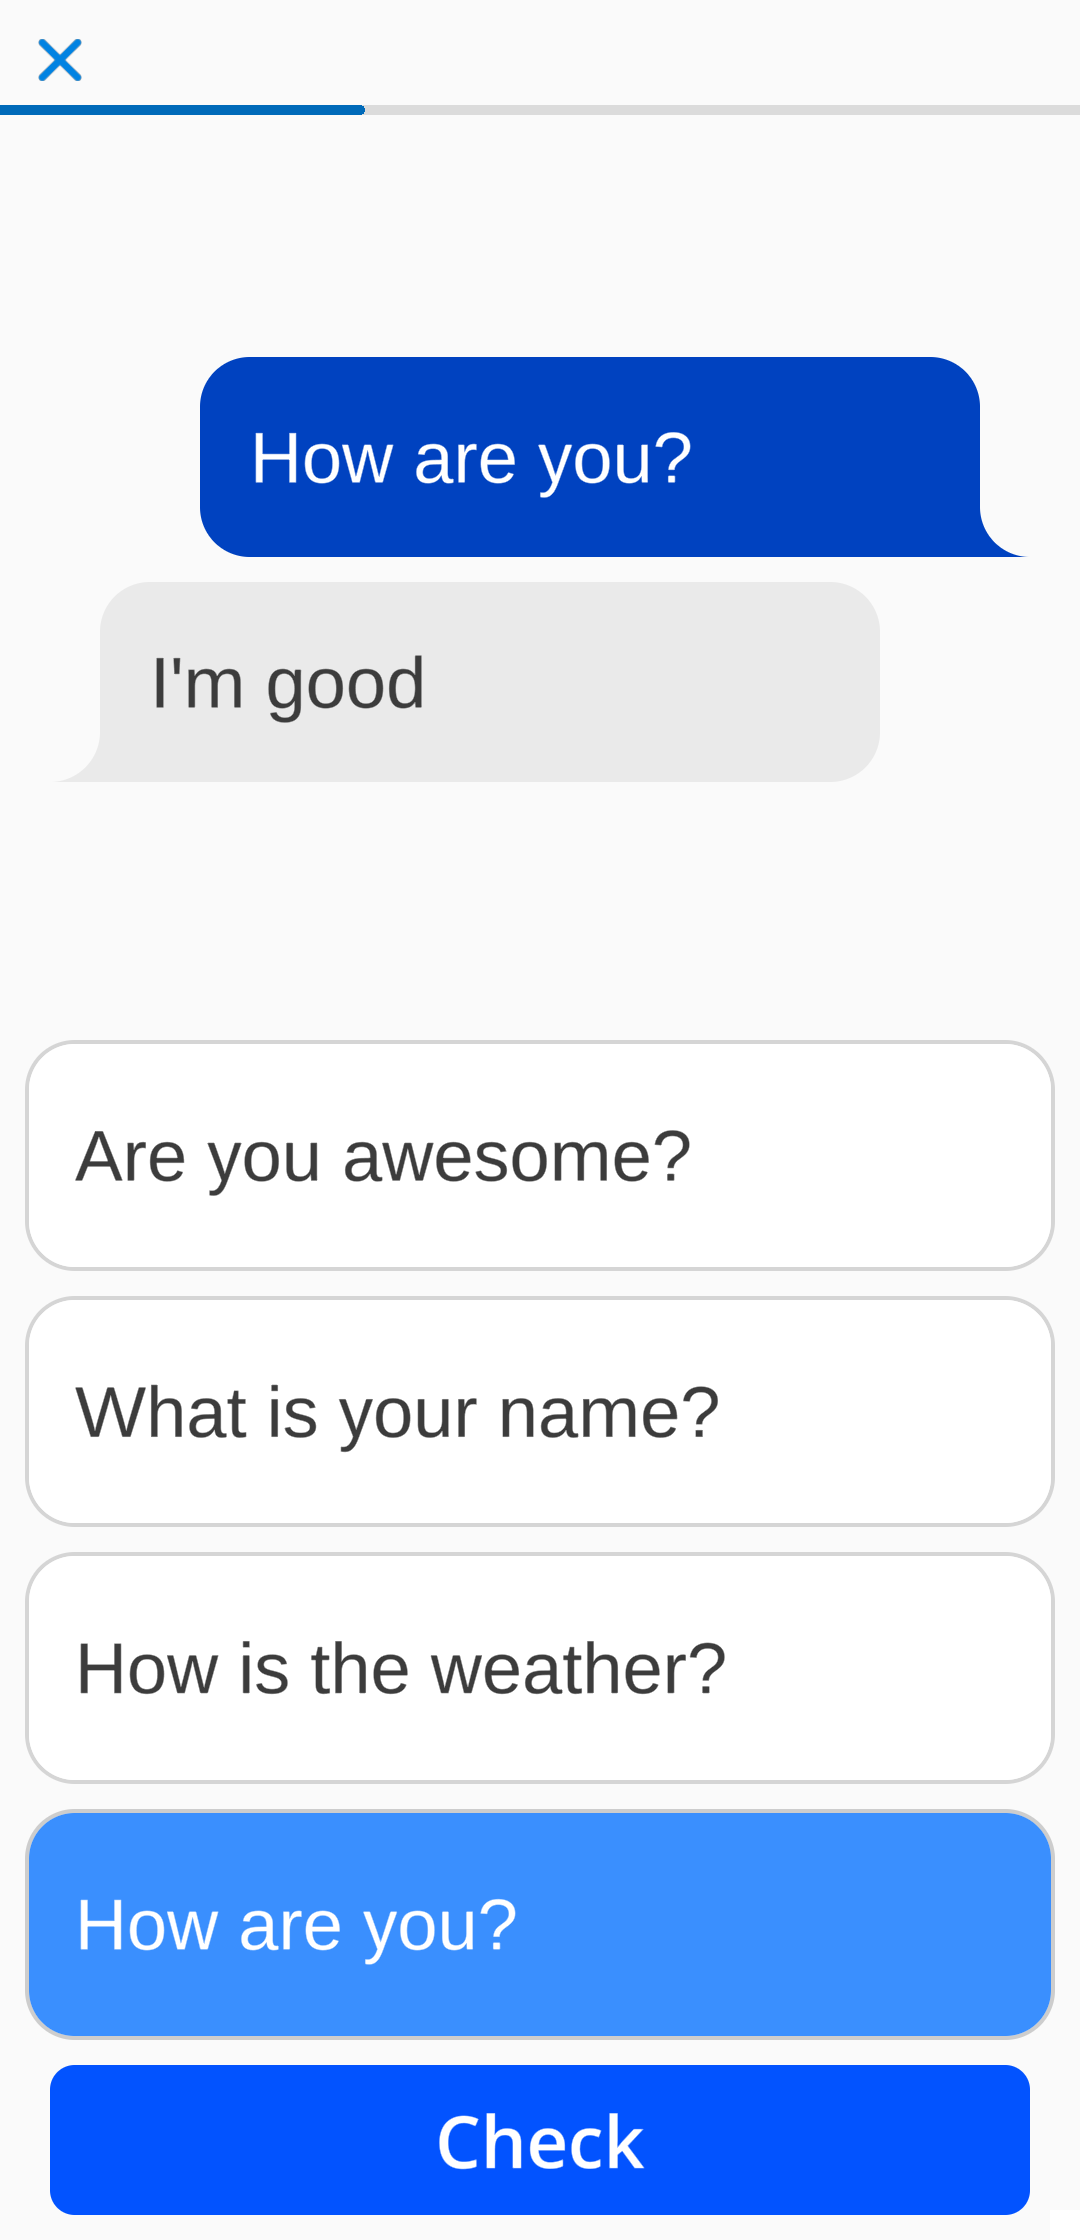 How are you?
I'm good
Are you awesome?
What is your name?
How is the weather?
How are you?
Check